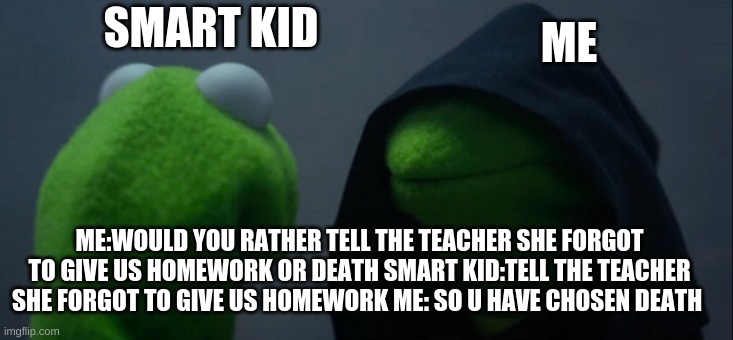 SMART KID
ME
ME:WOULD YOU RATHER TELL THE TEACHER SHE FORGOT
TO GIVE US HOMEWORK OR DEATH SMART KID:TELL THE TEACHER
SHE FORGOT TO GIVE US HOMEWORK ME: SO U HAVE CHOSEN DEATH
imgflip.com